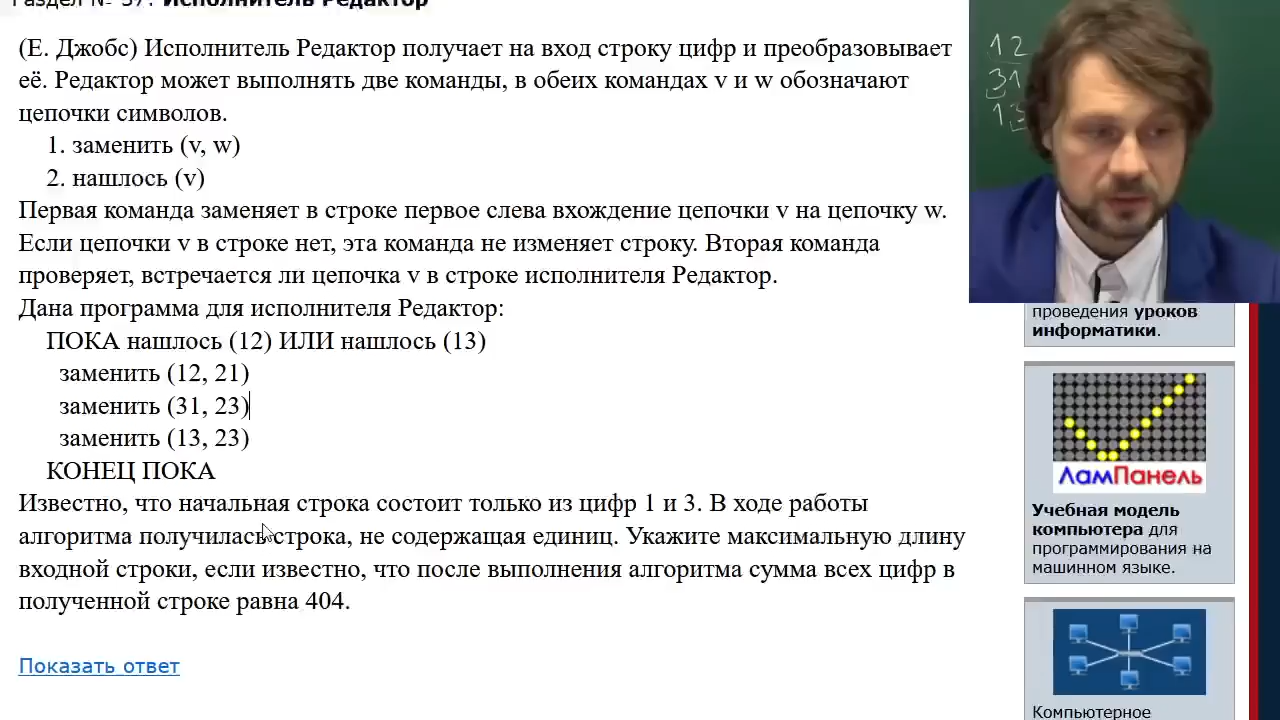 Раздел № 37. Исполнитель Редактор
(Е. Джобс) Исполнитель Редактор получает на вход строку цифр и преобразовывает
её. Редактор может выполнять две команды, в обеих командах v и w обозначают
цепочки символов.
1. заменить (v, w)
2. нашлось (v)
Первая команда заменяет в строке первое слева вхождение цепочки v на цепочку w.
Если цепочки v в строке нет, эта команда не изменяет строку. Вторая команда
проверяет, встречается ли цепочка v в строке исполнителя Редактор.
Дана программа для исполнителя Редактор:
ПОКА нашлось (12) ИЛИ нашлось (13)
заменить (12, 21)
заменить (31, 23)
заменить (13, 23)
КОНЕЦ ПОКА
Известно, что начальная строка состоит только из цифр 1 и 3. В ходе работы
алгоритма получилась строка, не содержащая единиц. Укажите максимальную длину
входной строки, если известно, что после выполнения алгоритма сумма всех цифр в
полученной строке равна 404.
Показать ответ
12
31
13
проведения уроков
информатики.
ЛамПанель
Учебная модель
компьютера для
программирования на
машинном языке.
Компьютерное